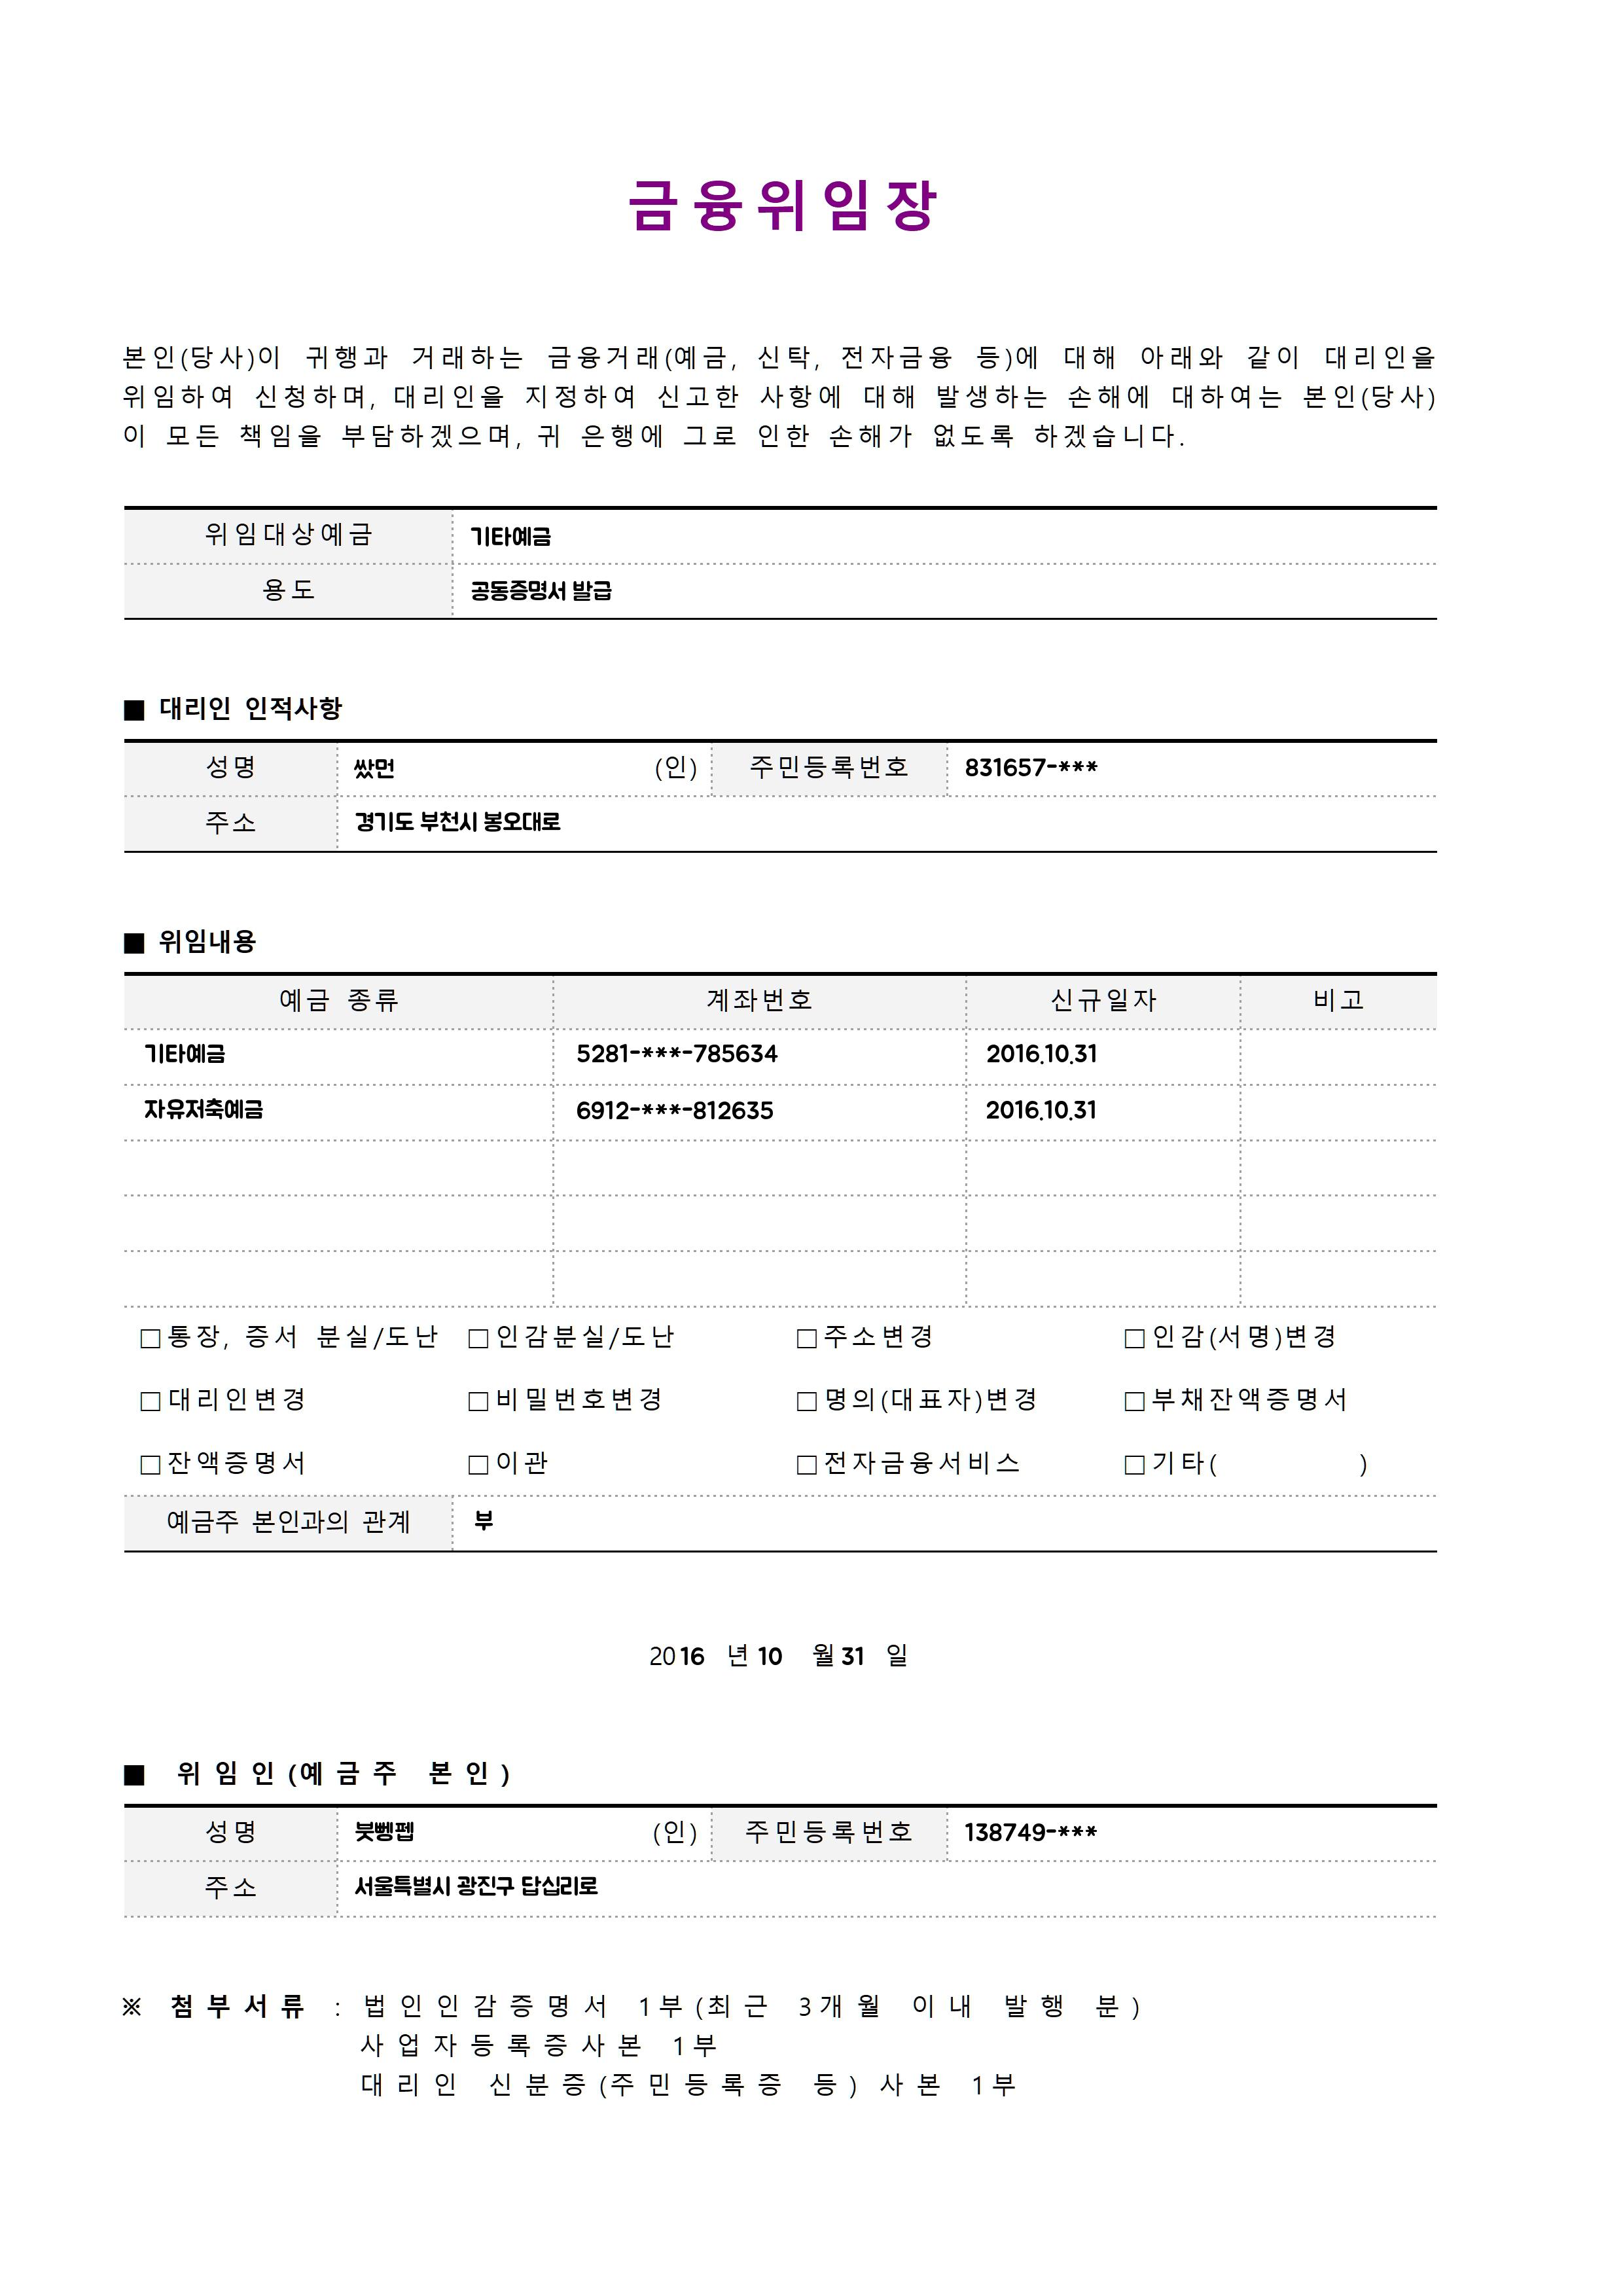 금융위임장
본인(당사)이 귀행과 거래하는 금융거래(예금, 신탁, 전자금융 등)에 대해 아래와 같이 대리인을
위임하여 신청하며, 대리인을 지정하여 신고한 사항에 대해 발생하는 손해에 대하여는 본인(당사)
이 모든 책임을 부담하겠으며, 귀 은행에 그로 인한 손해가 없도록 하겠습니다.
위임대상예금 기타예금
용도 공동증명서 발급
■ 대리인 인적사항
성명 쌌먼 (인) 주민등록번호 831657-***
주소 경기도 부천시 봉오대로
■ 위임내용
예금 종류 계좌번호 신규일자 비고
기타예금 5281-***-785634 2016.10.31
자유저축예금 6912-***-812635 2016.10.31
□통장, 증서 분실/도난 □인감분실/도난 □주소변경 □인감(서명)변경
□대리인변경 □비밀번호변경 □명의(대표자)변경 □부채잔액증명서
□잔액증명서 □이관 □전자금융서비스 □기타( )
예금주 본인과의 관계 부
2016 년 10 월 31 일
■ 위임인(예금주 본인)
성명 붓뻥펩 (인) 주민등록번호 138749-***
주소 서울특별시 광진구 답십리로
※ 첨부서류 : 법인인감증명서 1부(최근 3개월 이내 발행 분)
사업자등록증사본 1부
대리인 신분증(주민등록증 등) 사본 1부